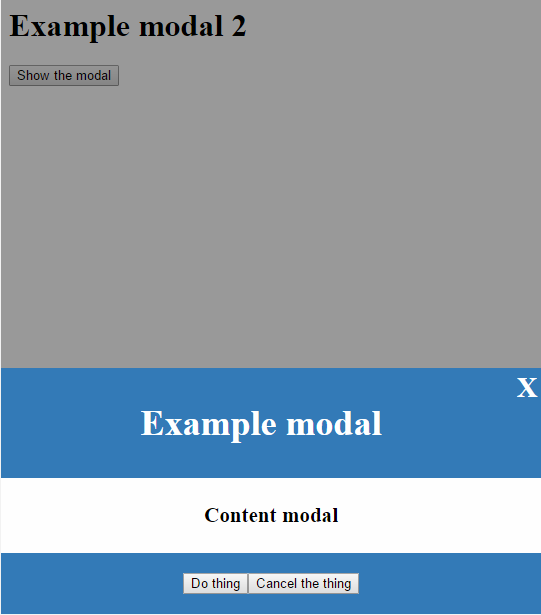 Example modal 2
Show the modal
X
Example modal
Content modal
Do thing Cancel the thing